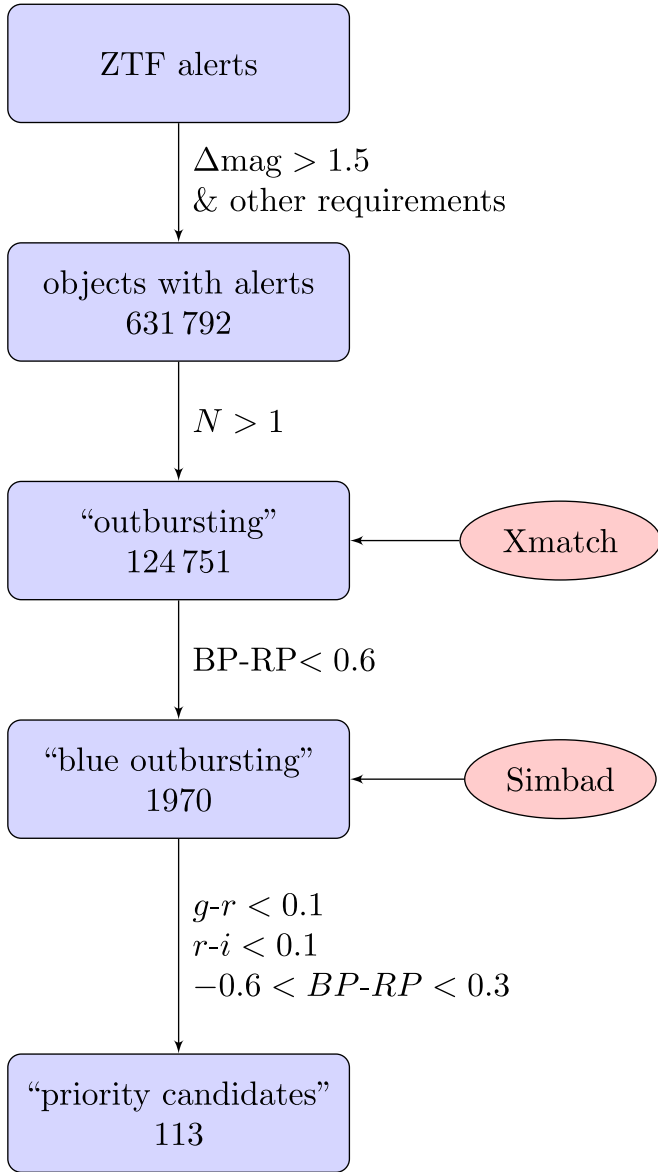 ZTF alerts
Δmag > 1.5
& other requirements
objects with alerts
631 792
N > 1
“outbursting”
124 751
Xmatch
BP-RP< 0.6
“blue outbursting”
1970
Simbad
g-r < 0.1
r-i < 0.1
−0.6 < BP-RP < 0.3
“priority candidates”
113